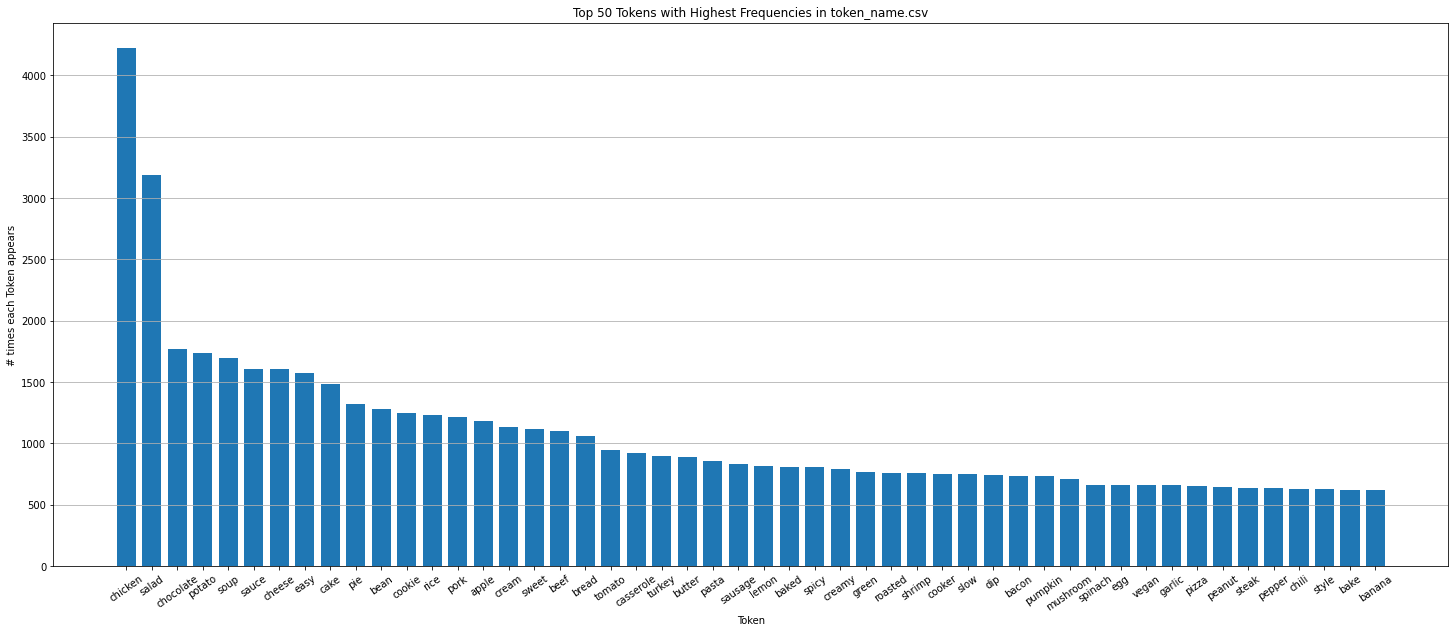 Top 50 Tokens with Highest Frequencies in token_name.csv
# times each Token appears
4000
3500
3000
2500
2000
1500
1000
500
0
chicken
salad
chocolate
potato
soup
sauce
cheese
easy
cake
pie
bean
cookie
rice
pork
apple
cream
sweet
beef
bread
tomato
casserole
turkey
butter
pasta
sausage
lemon
baked
spicy
creamy
green
roasted
shrimp
cooker
slow
dip
bacon
pumpkin
mushroom
spinach
egg
vegan
garlic
pizza
peanut
steak
pepper
chili
style
bake
banana
Token